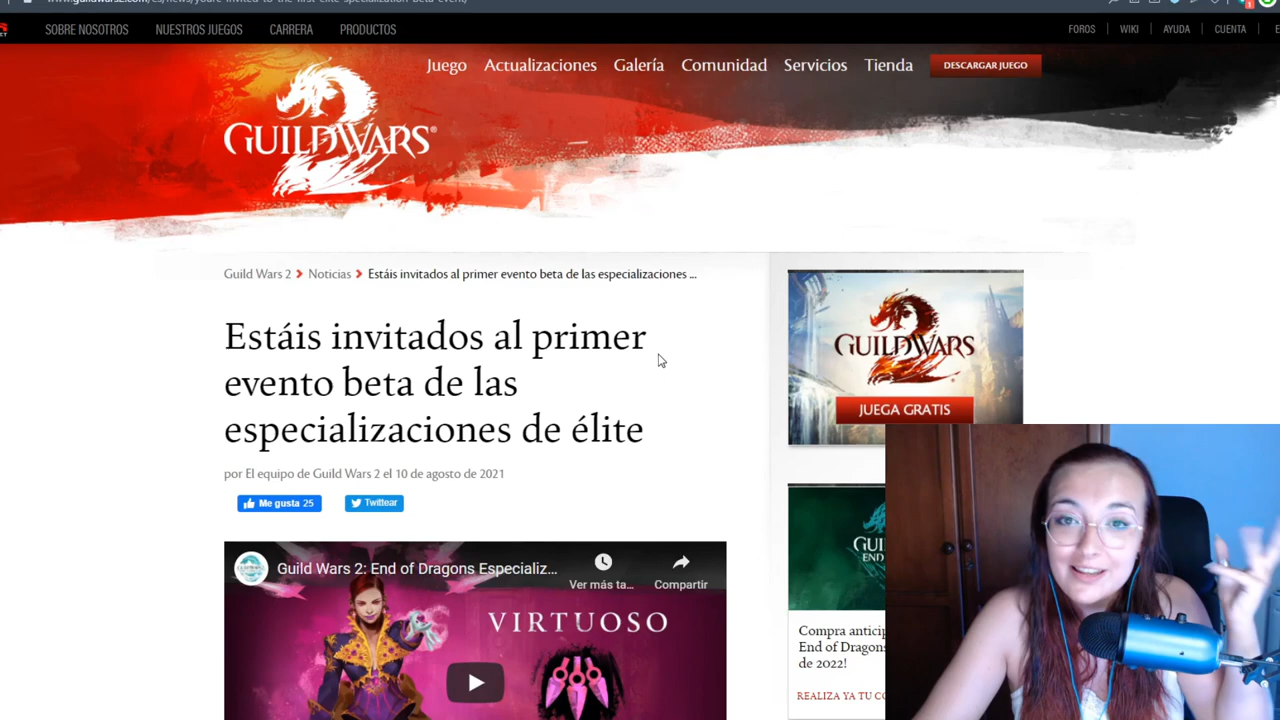 SOBRE NOSOTROS NUESTROS JUEGOS CARRERA PRODUCTOS FOROS WIKI AYUDA CUENTA
Juego Actualizaciones Galería Comunidad Servicios Tienda DESCARGAR JUEGO
GUILD WARS 2
Guild Wars 2 Noticias Estáis invitados al primer evento beta de las especializaciones ...
Estáis invitados al primer
evento beta de las
especializaciones de élite
por El equipo de Guild Wars 2 el 10 de agosto de 2021
Me gusta 25 Twittear
Guild Wars 2: End of Dragons Especializ...
Ver más ta... Compartir
VIRTUOSO
GUILD WARS 2
JUEGA GRATIS
Compra antici
End of Dragon
de 2022!
REALIZA YA TU